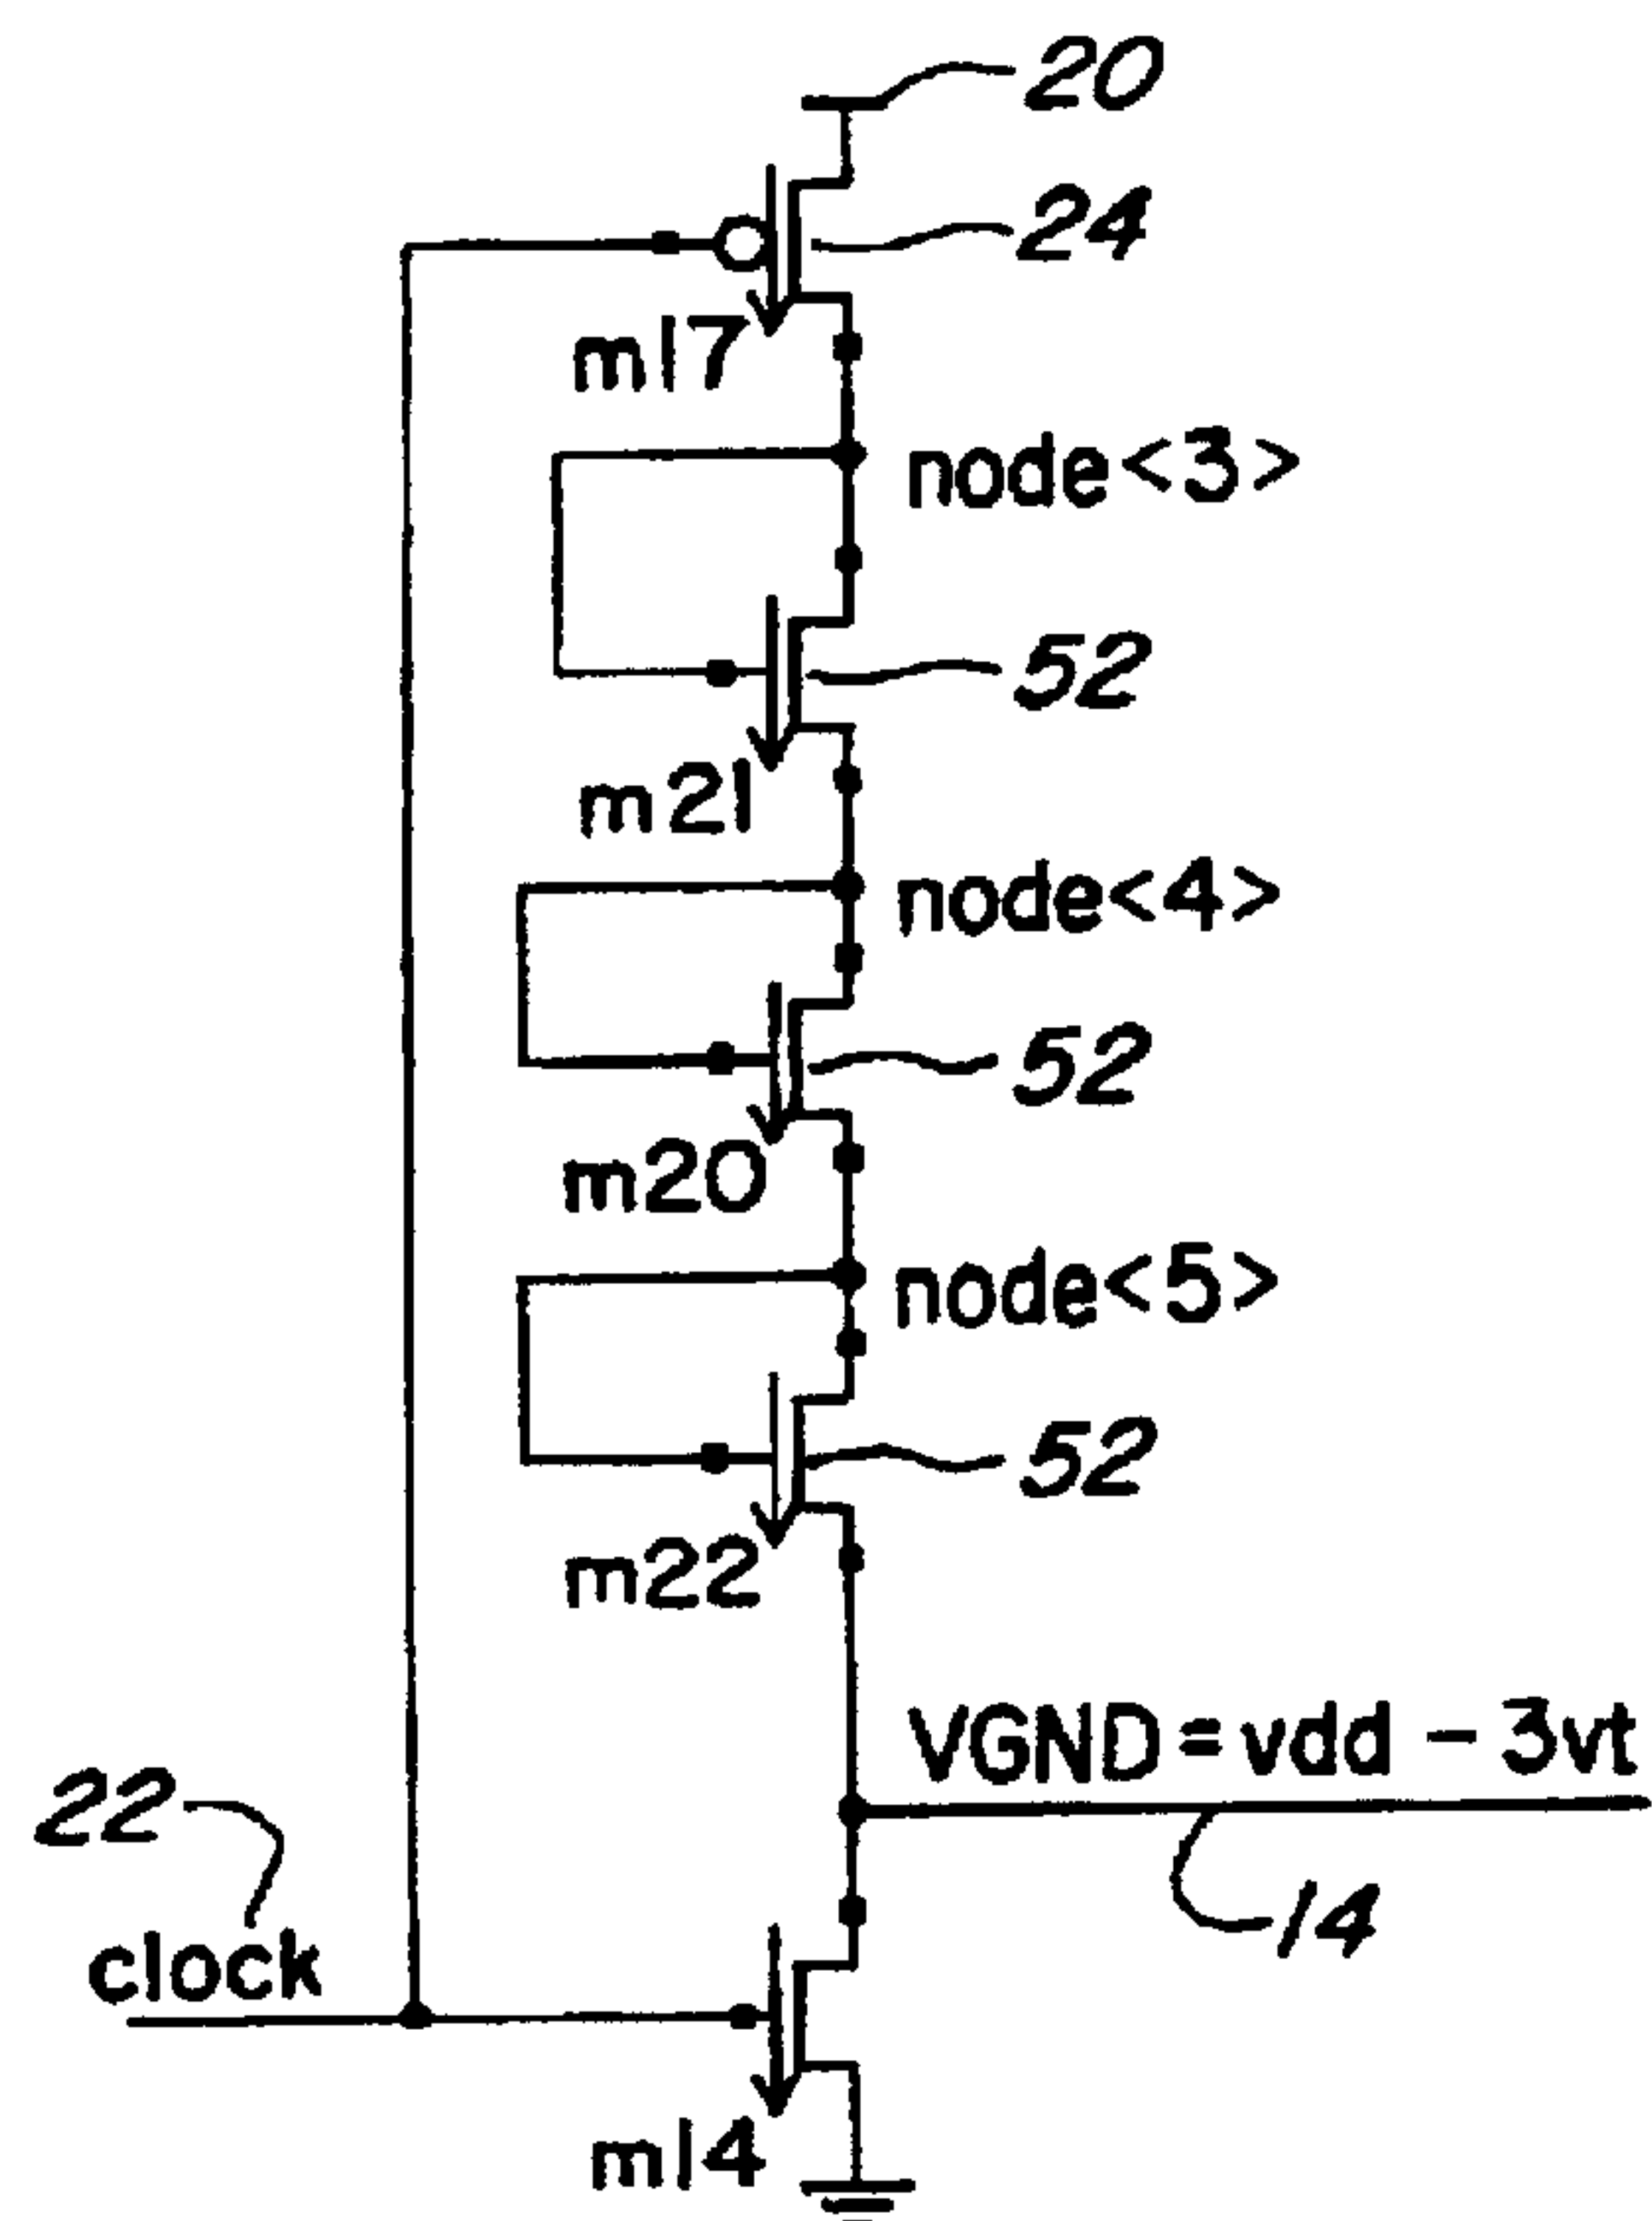 20
24
m17
node<3>
52
m21
node<4>
52
m20
node<5>
52
m22
VGND = vdd - 3vt
22
14
clock
m14